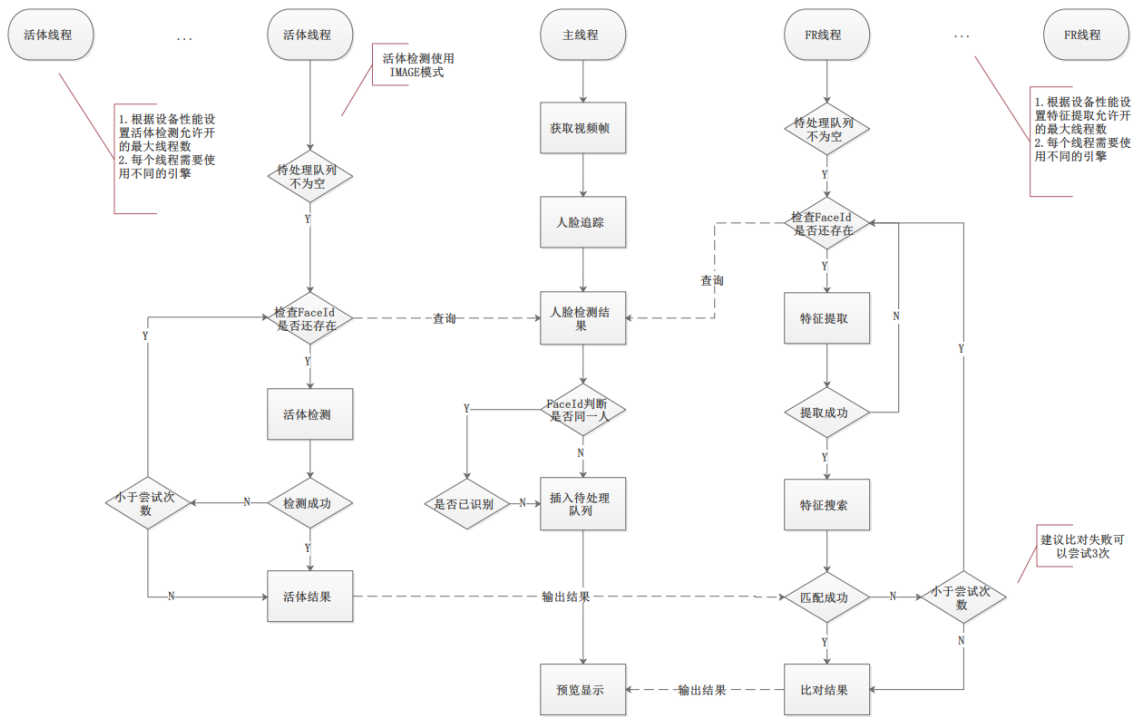 活体线程
...
活体线程
主线程
FR线程
...
FR线程
活体检测使用
IMAGE模式
1.根据设备性能设
置活体检测允许开
的最大线程数
2.每个线程需要使
用不同的引擎
1.根据设备性能设
置特征提取允许开
的最大线程数
2.每个线程需要使
用不同的引擎
获取视频帧
待处理队列
不为空
待处理队列
不为空
Y
Y
人脸追踪
检查FaceId
是否还存在
Y
查询
检查FaceId
是否还存在
查询
人脸检测结
果
特征提取
N
Y
Y
Y
活体检测
Y
FaceId判断
是否同一人
提取成功
N
Y
小于尝试次
数
N
检测成功
是否已识别
N
插入待处理
队列
特征搜索
Y
建议比对失败可
以尝试3次
N
活体结果
输出结果
匹配成功
N
小于尝试次
数
Y
N
预览显示
输出结果
比对结果